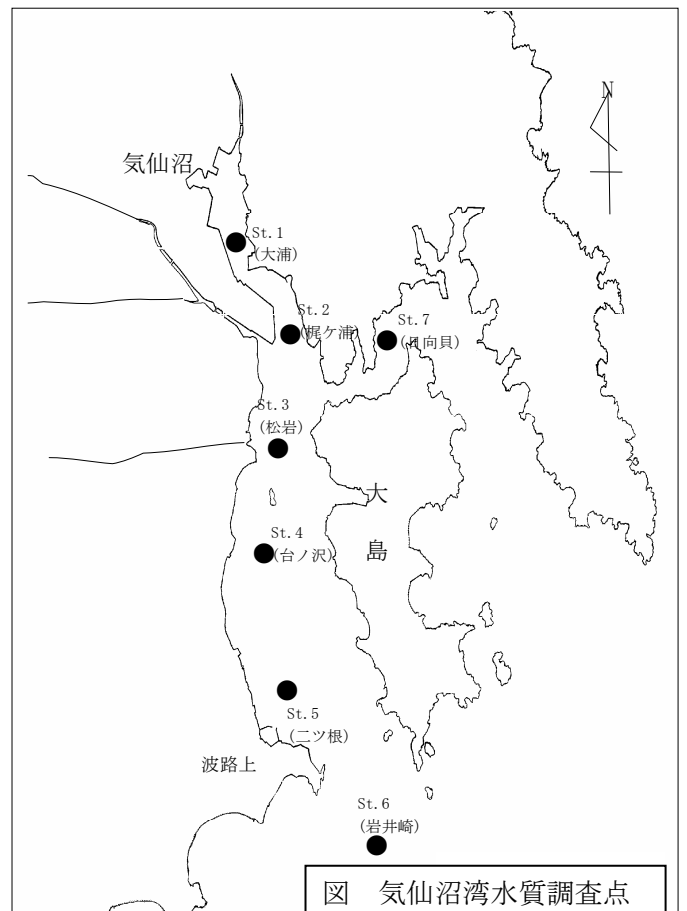 N
気仙沼
St.1
(大浦)
St.2
(梶ケ浦)
St.7
(日向貝)
St.3
(松岩)
大
島
St.4
(台ノ沢)
St.5
(二ツ根)
波路上
St.6
(岩井崎)
図 気仙沼湾水質調査点